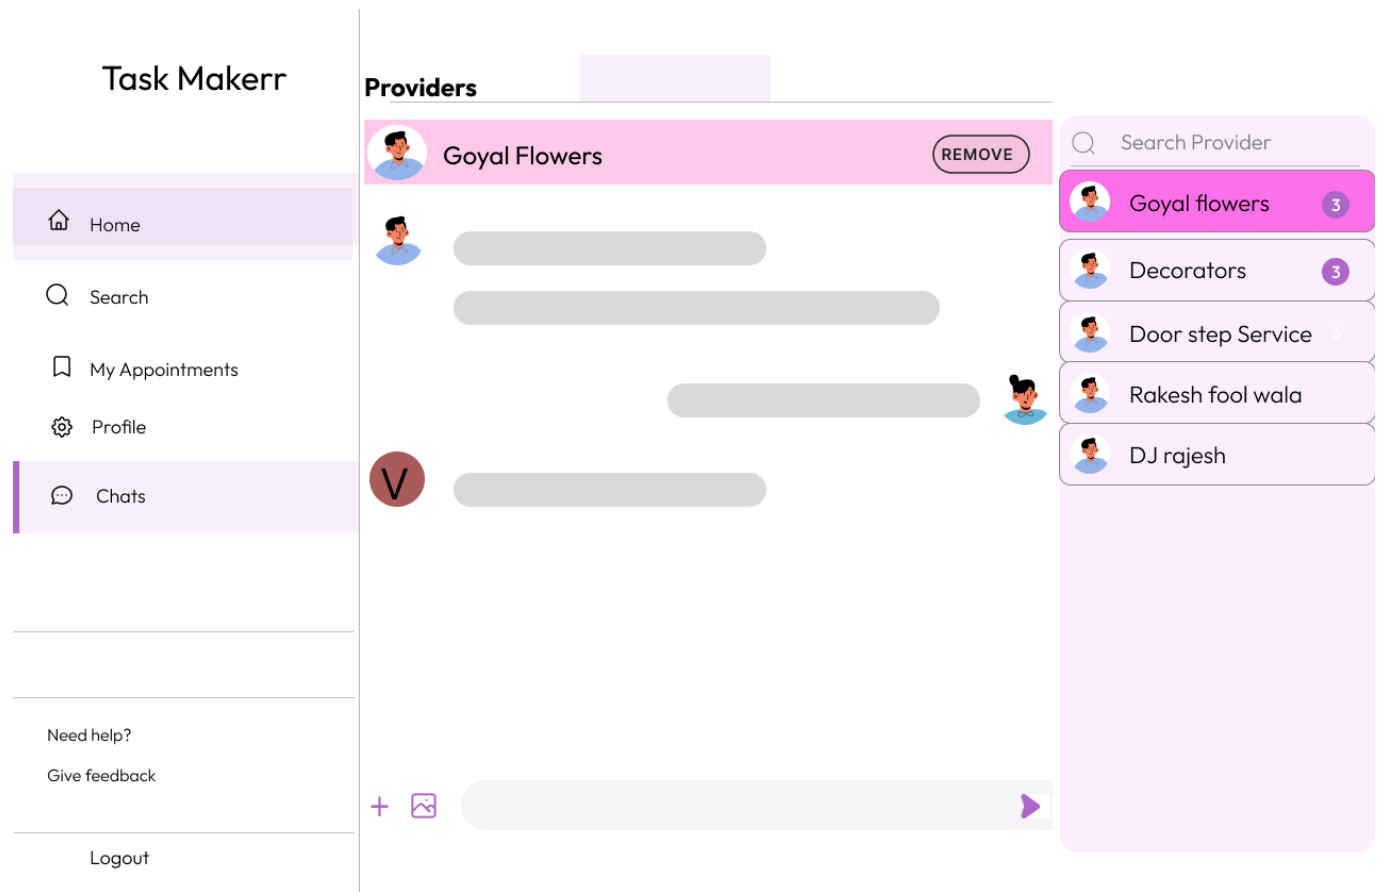 Task Makerr
Home
Search
My Appointments
Profile
Chats
Need help?
Give feedback
Logout
Providers
Goyal Flowers
REMOVE
V
Search Provider
Goyal flowers
3
Decorators
3
Door step Service
3
Rakesh fool wala
DJ rajesh